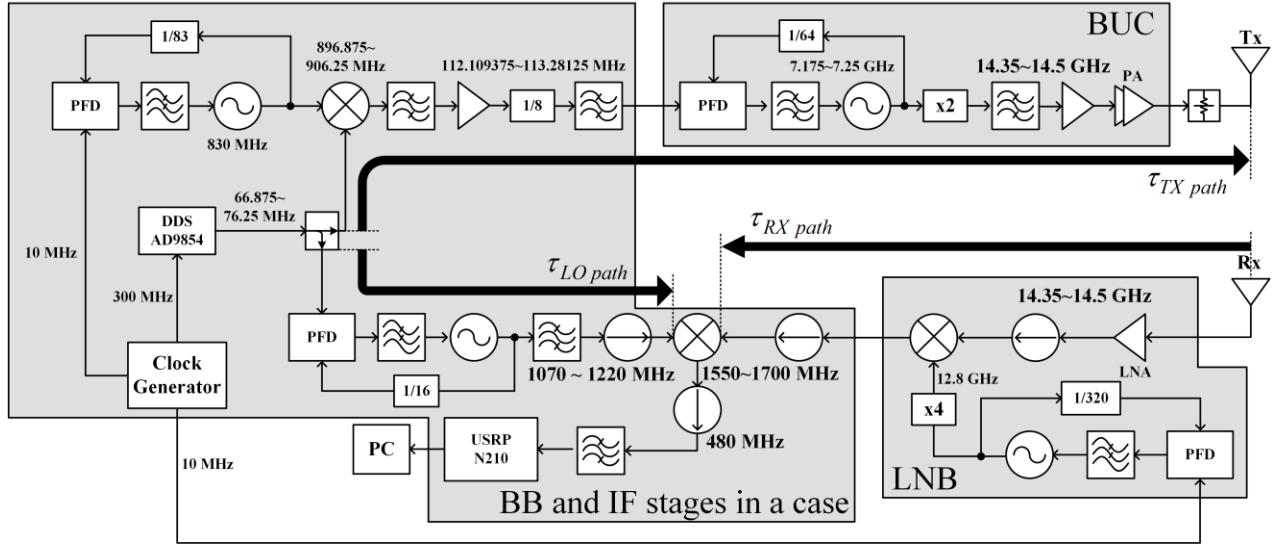 1/83
896.875~
906.25 MHz
112.109375~113.28125 MHz
PFD
830 MHz
1/8
BUC
1/64
7.175~7.25 GHz
14.35~14.5 GHz
PA
PFD
x2
Tx
τTX path
66.875~
76.25 MHz
DDS
AD9854
10 MHz
300 MHz
τRX path
τLO path
Rx
Clock
Generator
PFD
1/16
1070 ~ 1220 MHz
1550~1700 MHz
480 MHz
14.35~14.5 GHz
LNA
12.8 GHz
x4
1/320
PFD
LNB
PC
USRP
N210
10 MHz
BB and IF stages in a case